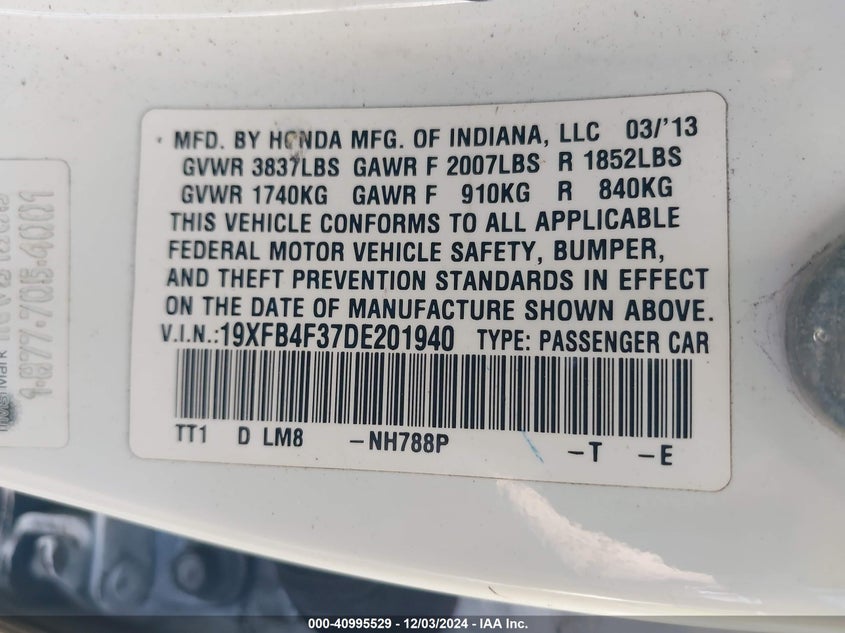 MFD. BY HONDA MFG. OF INDIANA, LLC 03/'13
GVWR 3837LBS GAWR F 2007LBS R 1852LBS
GVWR 1740KG GAWR F 910KG R 840KG
THIS VEHICLE CONFORMS TO ALL APPLICABLE
FEDERAL MOTOR VEHICLE SAFETY, BUMPER,
AND THEFT PREVENTION STANDARDS IN EFFECT
ON THE DATE OF MANUFACTURE SHOWN ABOVE.
V.I.N.:19XFB4F37DE201940 TYPE: PASSENGER CAR
TT1 D LM8 -NH788P -T -E
000-40995529 - 12/03/2024 - IAA Inc.